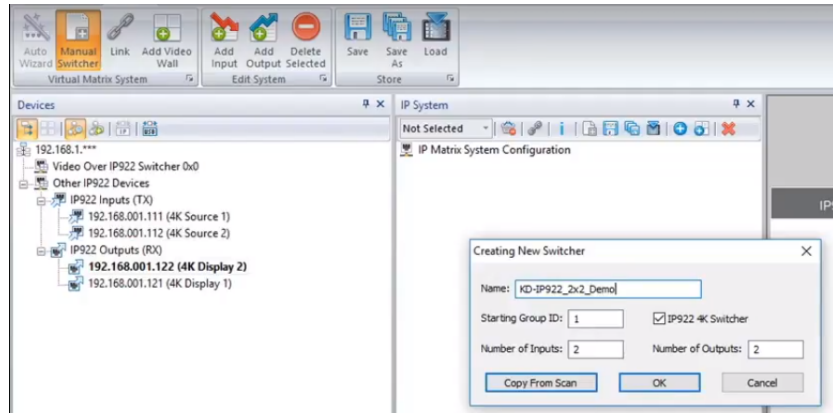 Auto Wizard
Manual Switcher
Link
Add Video Wall
Add Input
Add Output
Delete Selected
Save
Save As
Load
Virtual Matrix System
Edit System
Store
Devices
IP System
Not Selected
192.168.1.***
Video Over IP922 Switcher 0x0
Other IP922 Devices
IP922 Inputs (TX)
192.168.001.111 (4K Source 1)
192.168.001.112 (4K Source 2)
IP922 Outputs (RX)
192.168.001.122 (4K Display 2)
192.168.001.121 (4K Display 1)
IP Matrix System Configuration
Creating New Switcher
Name: KD-IP922_2x2_Demo
Starting Group ID: 1
IP922 4K Switcher
Number of Inputs: 2
Number of Outputs: 2
Copy From Scan
OK
Cancel